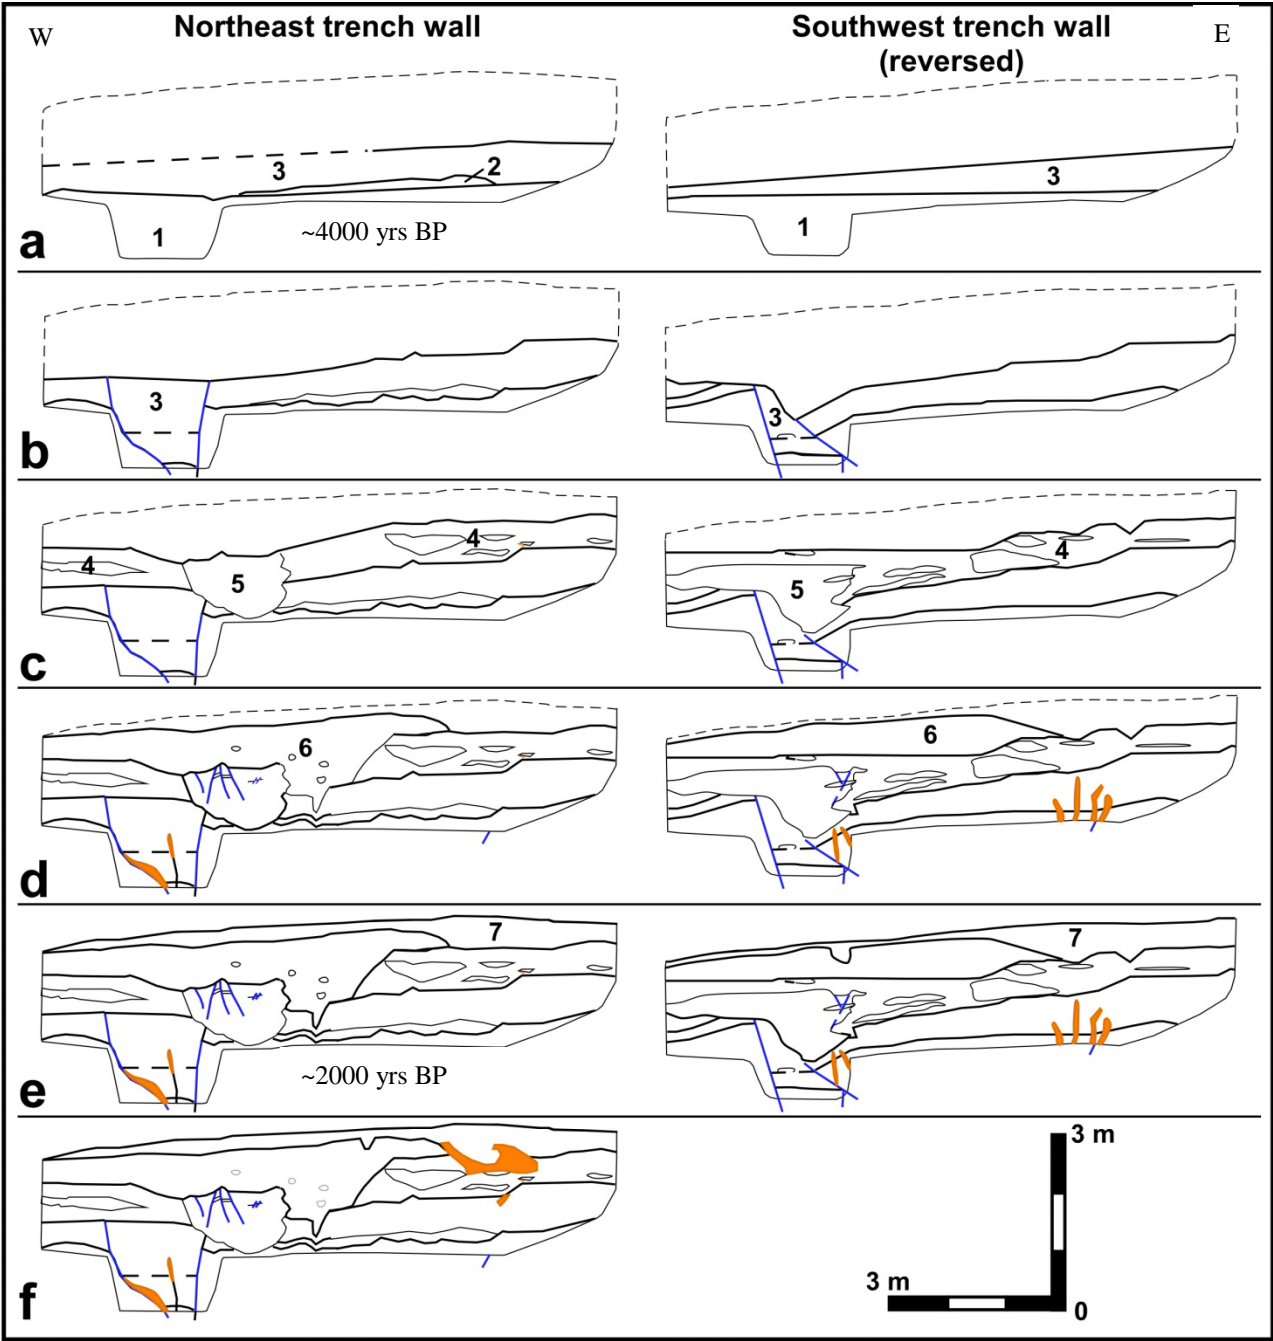 W
Northeast trench wall
Southwest trench wall
(reversed)
E
3
2
1
~4000 yrs BP
a
3
1
b
3
3
c
4
5
4
5
4
d
6
6
e
7
~2000 yrs BP
7
f
3 m
3 m
0